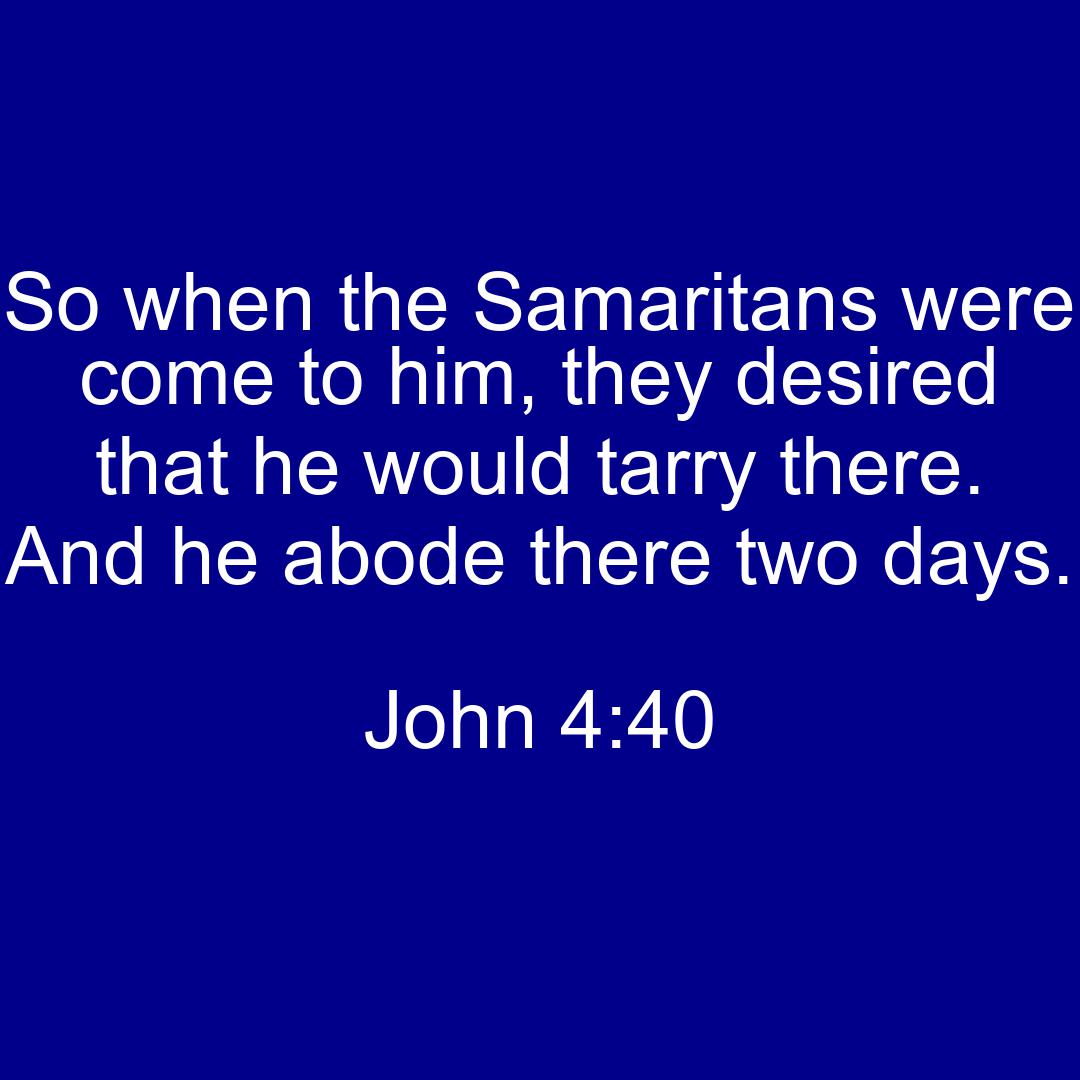 So when the Samaritans were
come to him, they desired
that he would tarry there.
And he abode there two days.
John 4:40